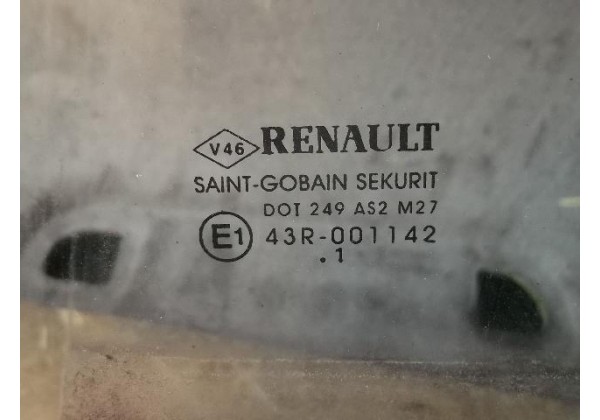 V46 RENAULT
SAINT-GOBAIN SEKURIT
DOT 249 AS2 M27
E1 43R-001142
.1